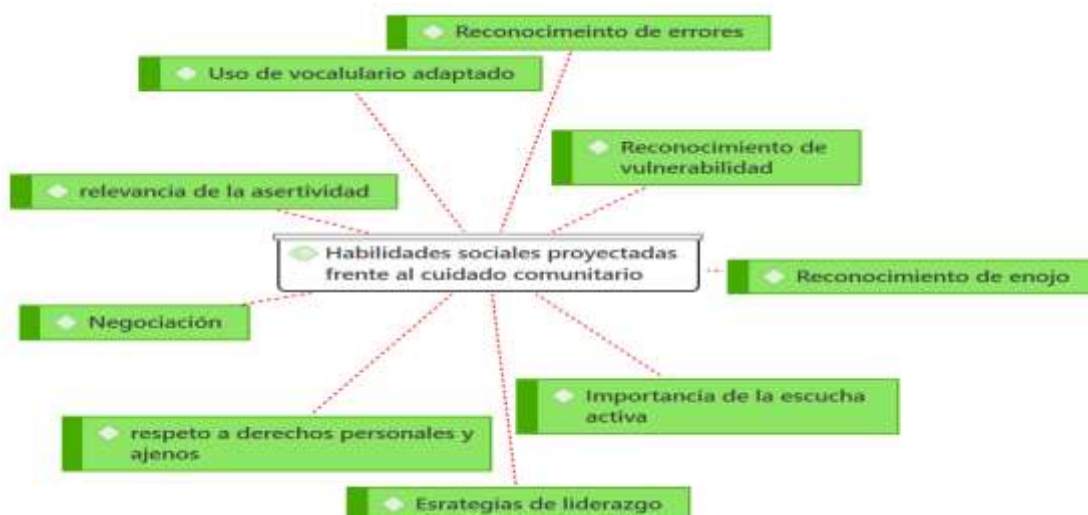 Reconocimeinto de errores
Uso de vocalulario adaptado
Reconocimiento de
vulnerabilidad
relevancia de la asertividad
Habilidades sociales proyectadas
frente al cuidado comunitario
Reconocimiento de enojo
Negociación
Importancia de la escucha
activa
respeto a derechos personales y
ajenos
Esrategias de liderazgo